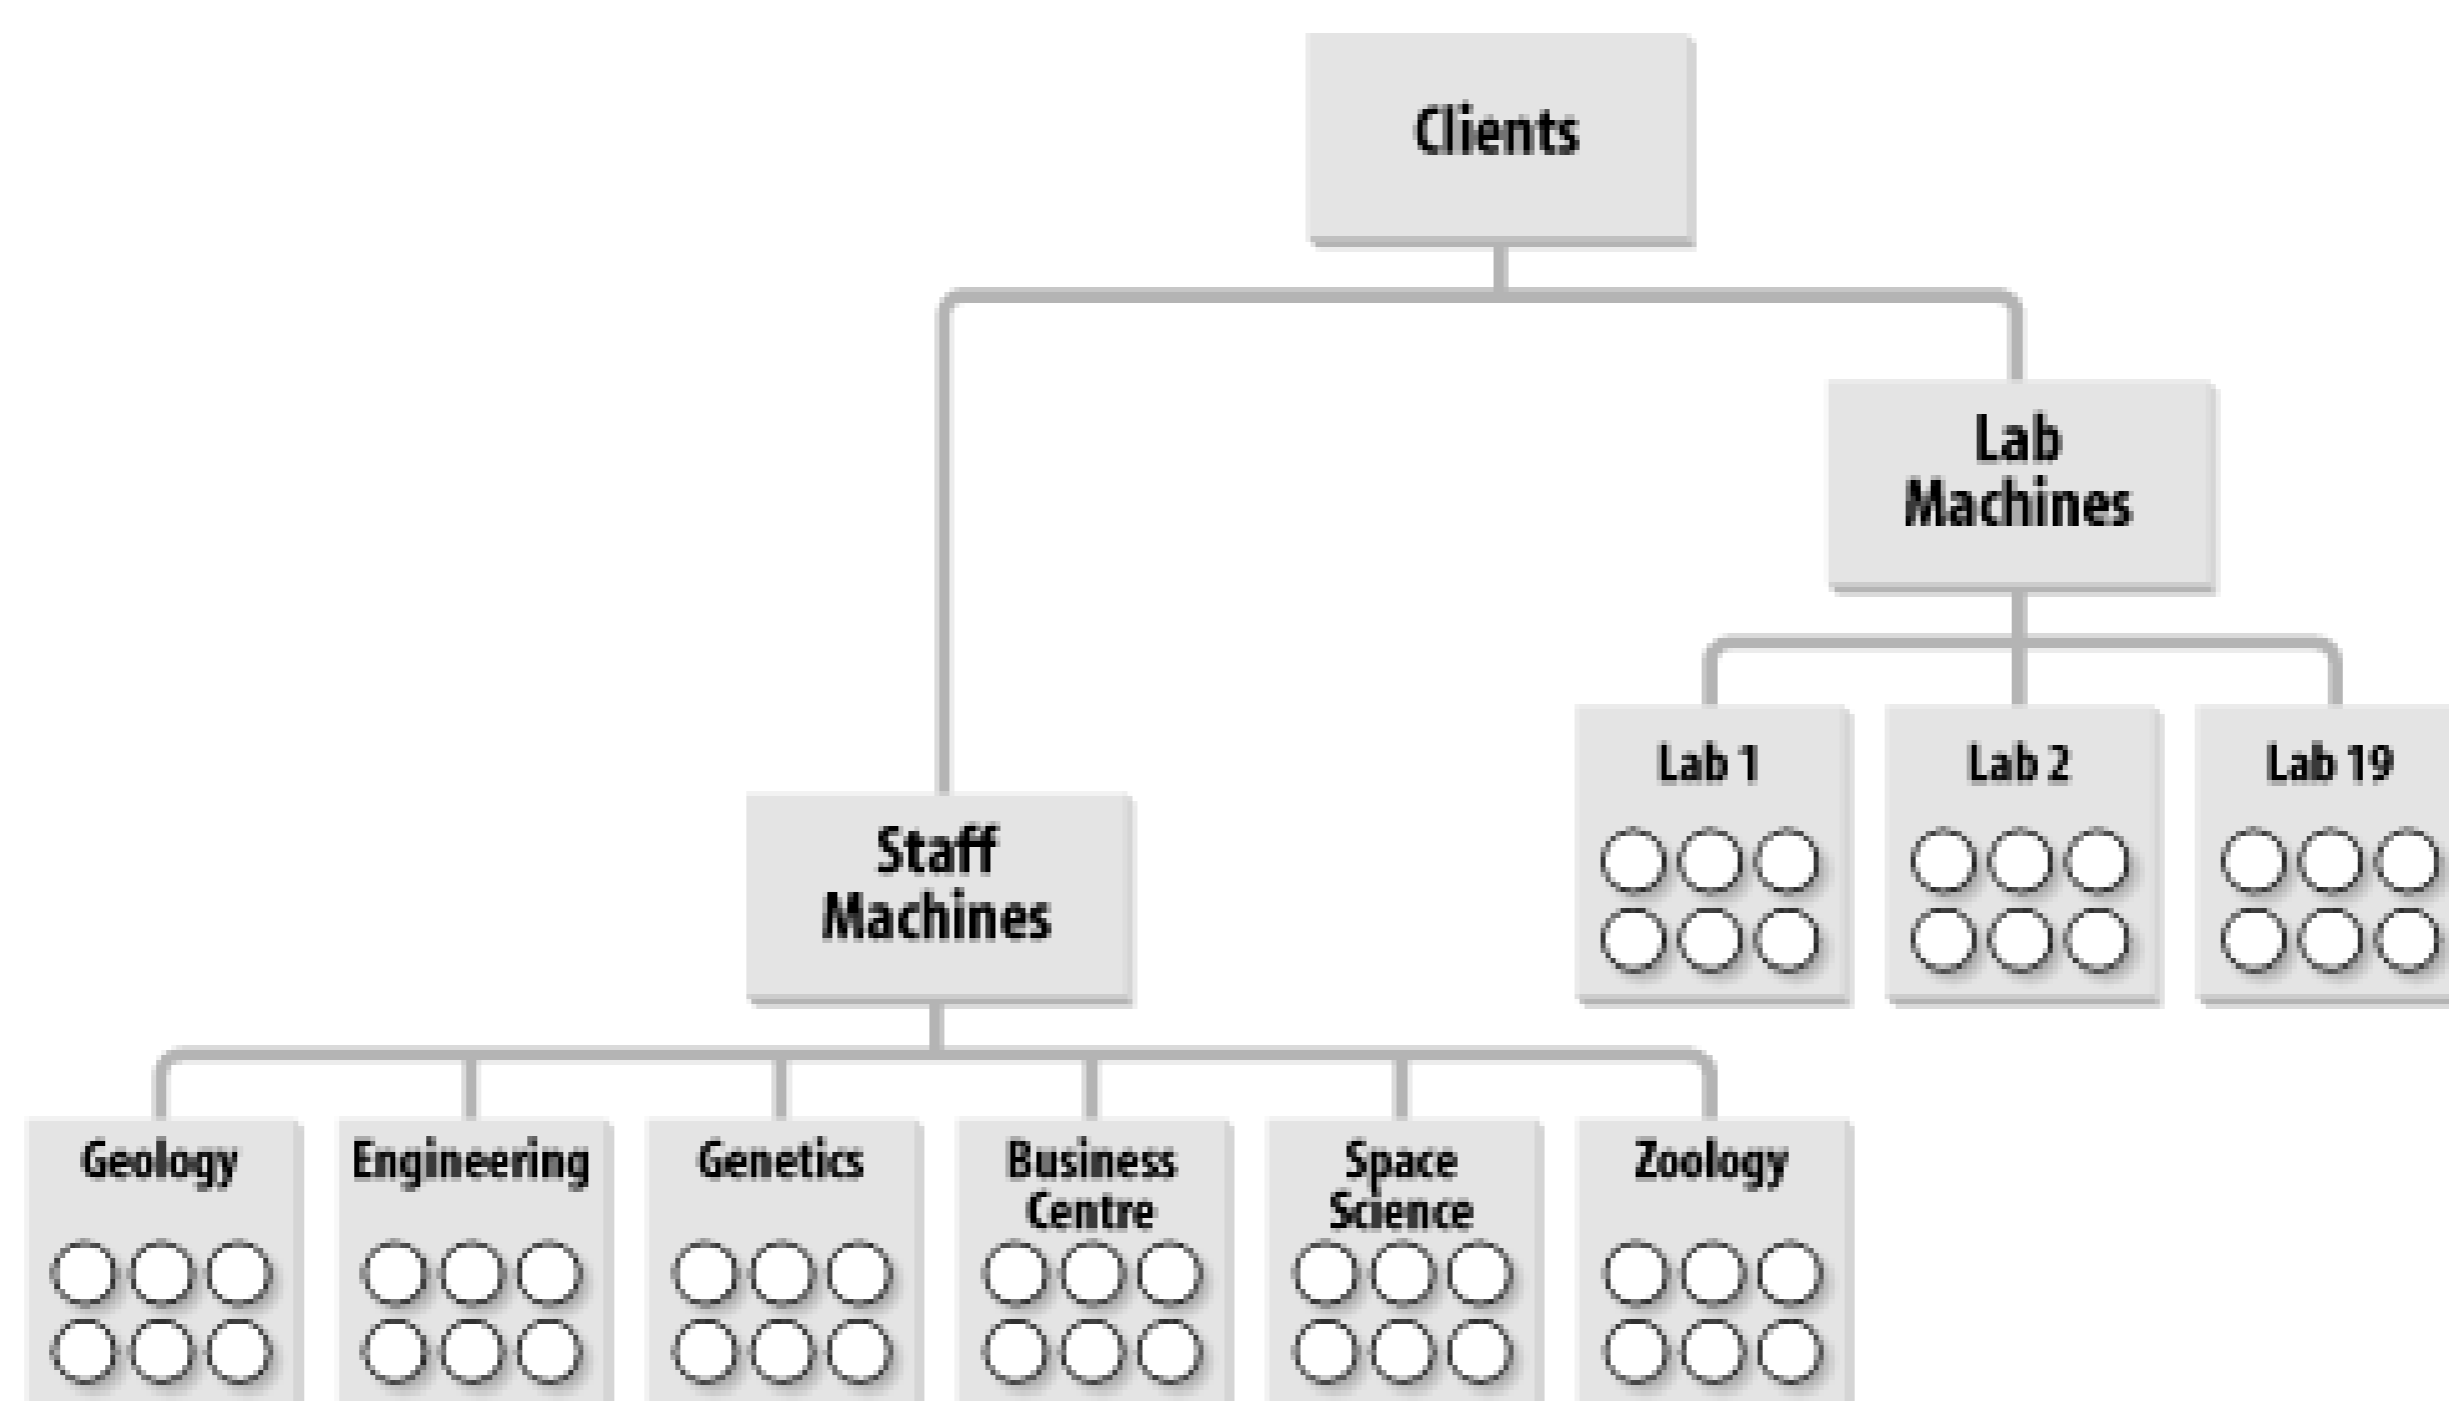 Clients
Lab
Machines
Lab 1
Lab 2
Lab 19
Staff
Machines
Geology
Engineering
Genetics
Business
Centre
Space
Science
Zoology